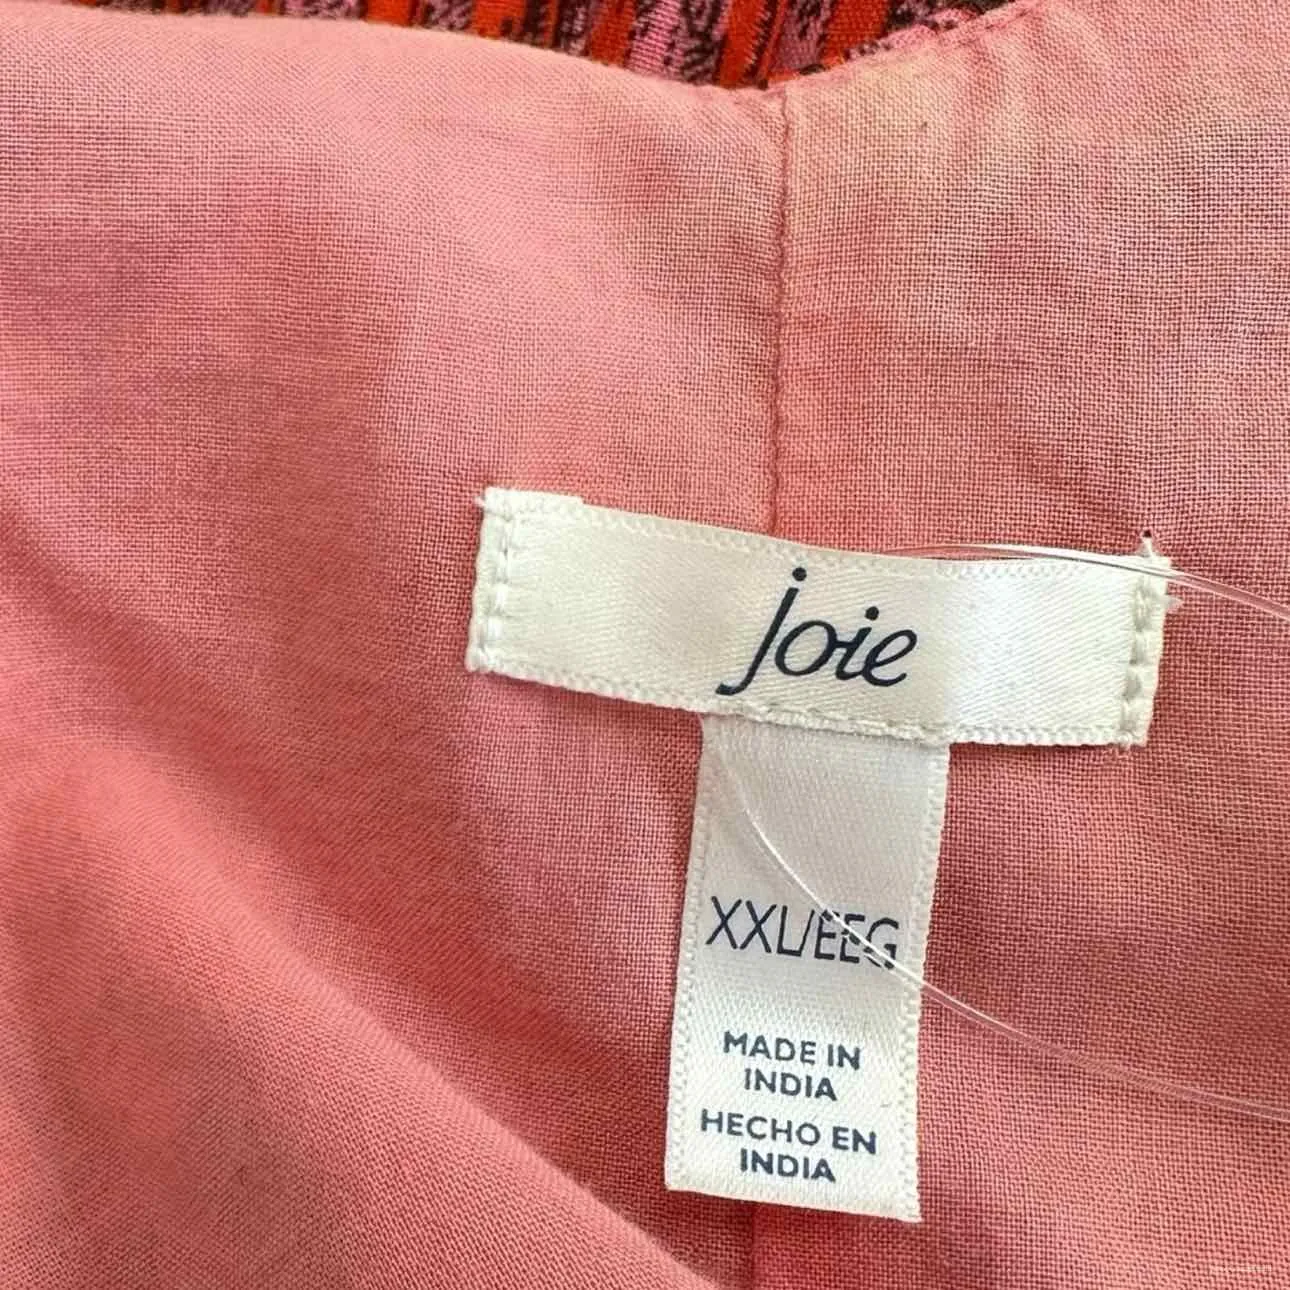 joie
XXL/EEG
MADE IN
INDIA
HECHO EN
INDIA